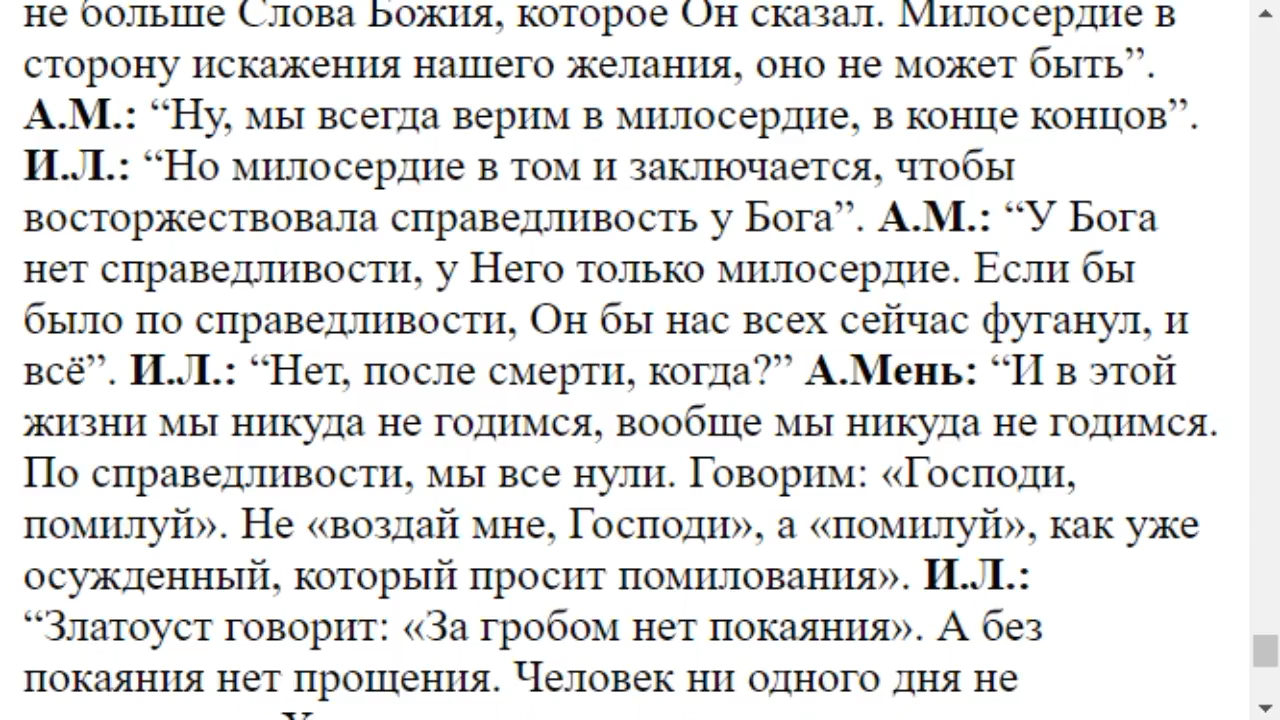 не больше Слова Божия, которое Он сказал. Милосердие в
сторону искажения нашего желания, оно не может быть”.
А.М.: “Ну, мы всегда верим в милосердие, в конце концов”.
И.Л.: “Но милосердие в том и заключается, чтобы
восторжествовала справедливость у Бога”. А.М.: “У Бога
нет справедливости, у Него только милосердие. Если бы
было по справедливости, Он бы нас всех сейчас фуганул, и
всё”. И.Л.: “Нет, после смерти, когда?” А.Мень: “И в этой
жизни мы никуда не годимся, вообще мы никуда не годимся.
По справедливости, мы все нули. Говорим: «Господи,
помилуй». Не «воздай мне, Господи», а «помилуй», как уже
осужденный, который просит помилования». И.Л.:
“Златоуст говорит: «За гробом нет покаяния». А без
покаяния нет прощения. Человек ни одного дня не